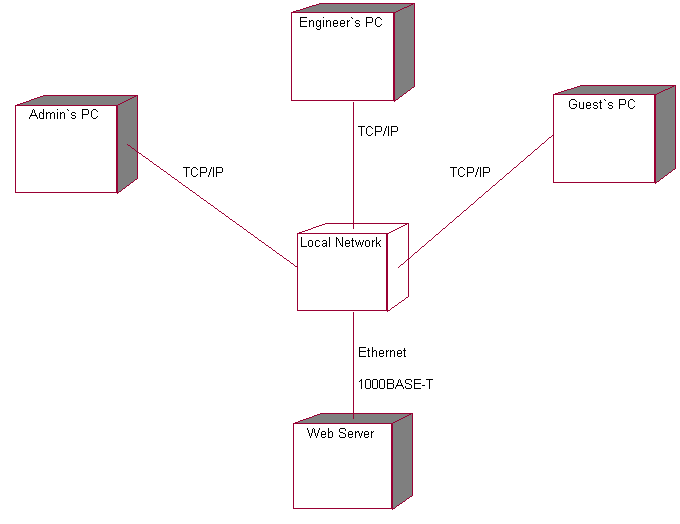 Engineer`s PC
Admin`s PC
Guest`s PC
TCP/IP
TCP/IP
TCP/IP
Local Network
Ethernet
1000BASE-T
Web Server